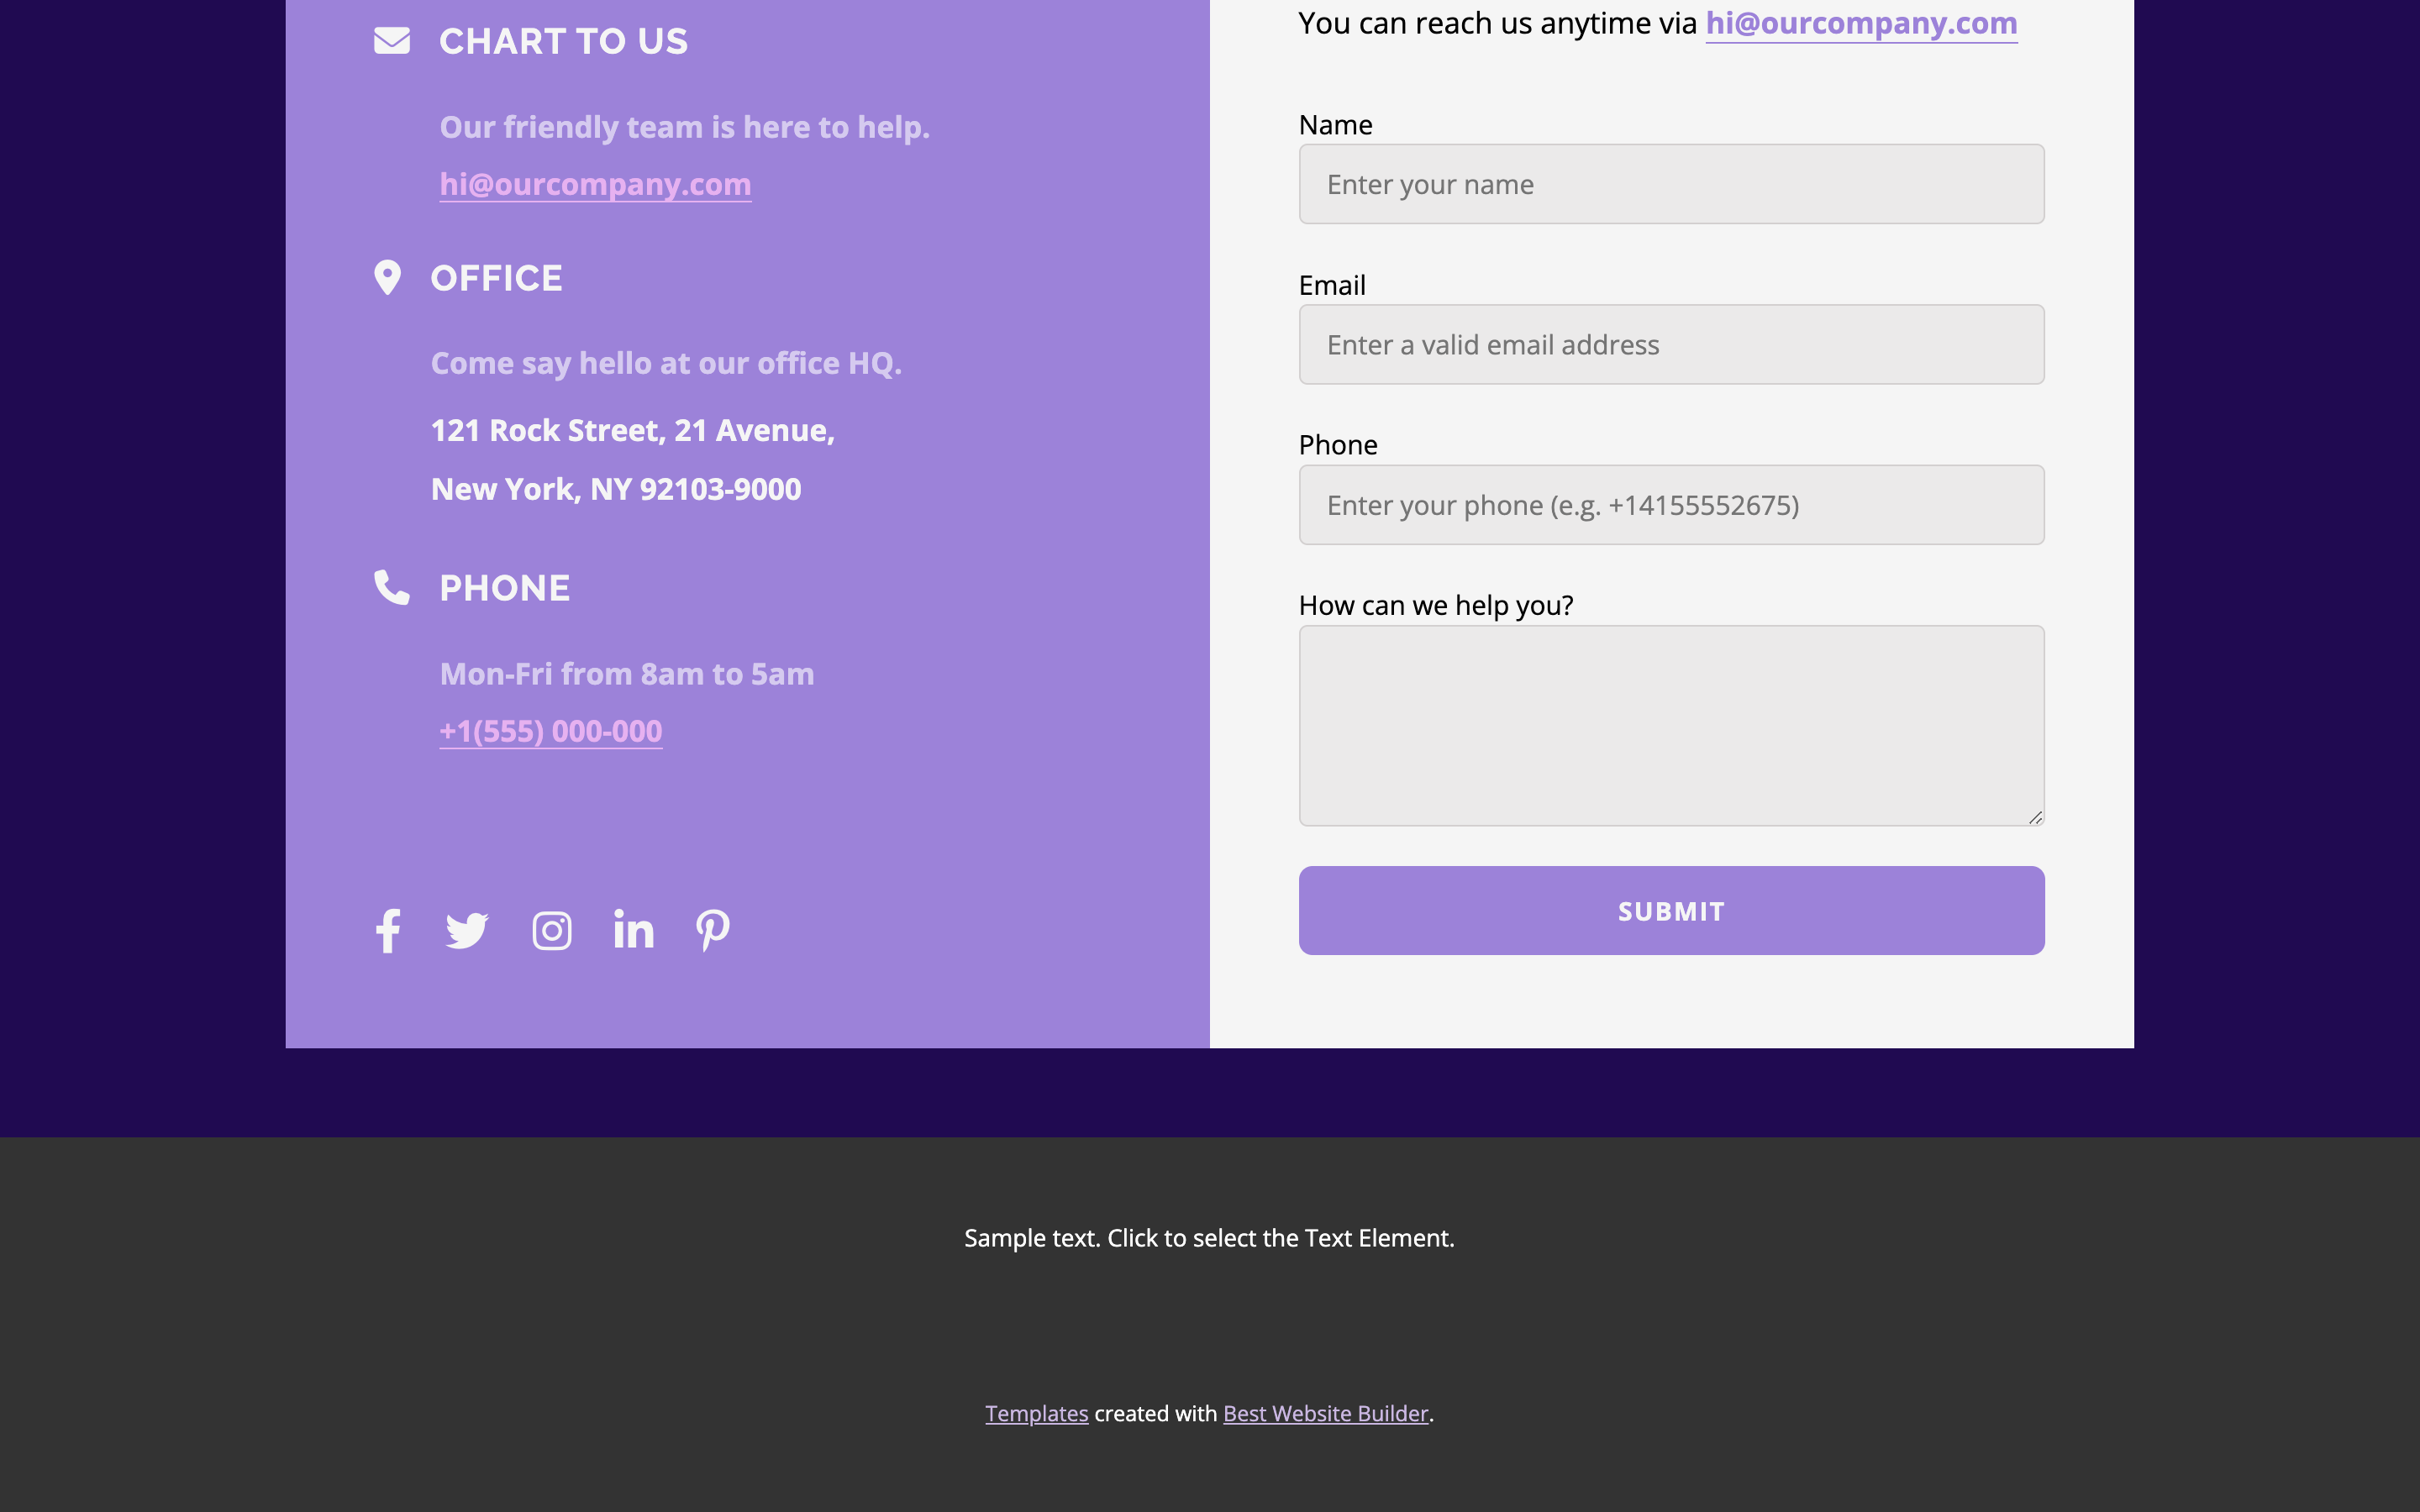 CHART TO US
Our friendly team is here to help.
hi@ourcompany.com
OFFICE
Come say hello at our office HQ.
121 Rock Street, 21 Avenue,
New York, NY 92103-9000
PHONE
Mon-Fri from 8am to 5am
+1(555) 000-000
You can reach us anytime via hi@ourcompany.com
Name
Enter your name
Email
Enter a valid email address
Phone
Enter your phone (e.g. +14155552675)
How can we help you?
SUBMIT
Sample text. Click to select the Text Element.
Templates created with Best Website Builder.